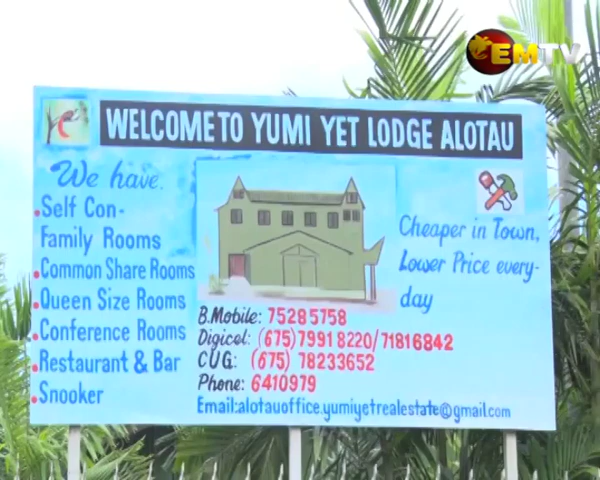 EMTV
WELCOME TO YUMI YET LODGE ALOTAU
We have.
.Self Con-
Family Rooms
.Common Share Rooms
.Queen Size Rooms
.Conference Rooms
.Restaurant & Bar
.Snooker
Cheaper in Town,
Lower Price every-
day
B.Mobile: 75285758
Digicel: (675) 7991 8220/71816842
CUG: (675) 78233652
Phone: 6410979
Email:alotauoffice.yumiyetrealestate@gmail.com